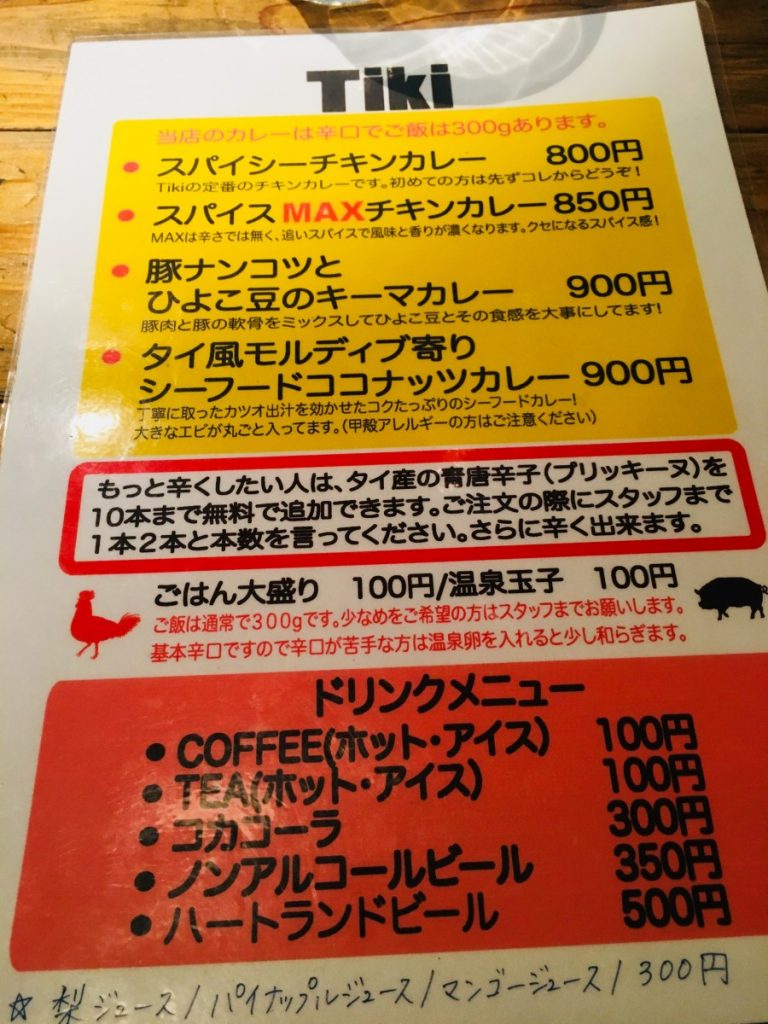 Tiki
当店のカレーは辛口でご飯は300gあります。
● スパイシーチキンカレー 800円
Tikiの定番のチキンカレーです。初めての方は先ずコレからどうぞ!
● スパイスMAXチキンカレー 850円
MAXは辛さでは無く、追いスパイスで風味と香りが濃くなります。クセになるスパイス感!
● 豚ナンコツと
ひよこ豆のキーマカレー 900円
豚肉と豚の軟骨をミックスしてひよこ豆とその食感を大事にしてます!
● タイ風モルディブ寄り
シーフードココナッツカレー 900円
丁寧に取ったカツオ出汁を効かせたコクたっぷりのシーフードカレー!
大きなエビが丸ごと入ってます。(甲殻アレルギーの方はご注意ください)
もっと辛くしたい人は、タイ産の青唐辛子(プリッキーヌ)を
10本まで無料で追加できます。ご注文の際にスタッフまで
1本2本と本数を言ってください。さらに辛く出来ます。
ごはん大盛り 100円/温泉玉子 100円
ご飯は通常で300gです。少なめをご希望の方はスタッフまでお願いします。
基本辛口ですので辛口が苦手な方は温泉卵を入れると少し和らぎます。
ドリンクメニュー
● COFFEE(ホット・アイス) 100円
● TEA(ホット・アイス) 100円
● コカコーラ 300円
● ノンアルコールビール 350円
● ハートランドビール 500円
☆ 梨ジュース/パイナップルジュース/マンゴージュース/300円